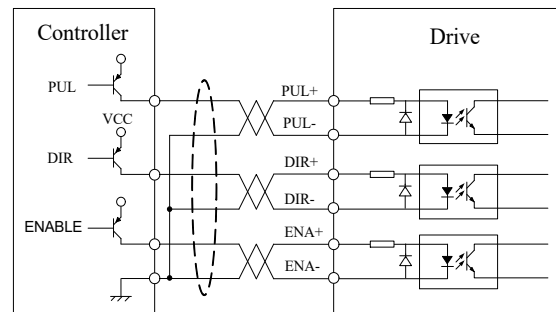 Controller
Drive
PUL
PUL+
PUL-
VCC
DIR
DIR+
DIR-
ENABLE
ENA+
ENA-